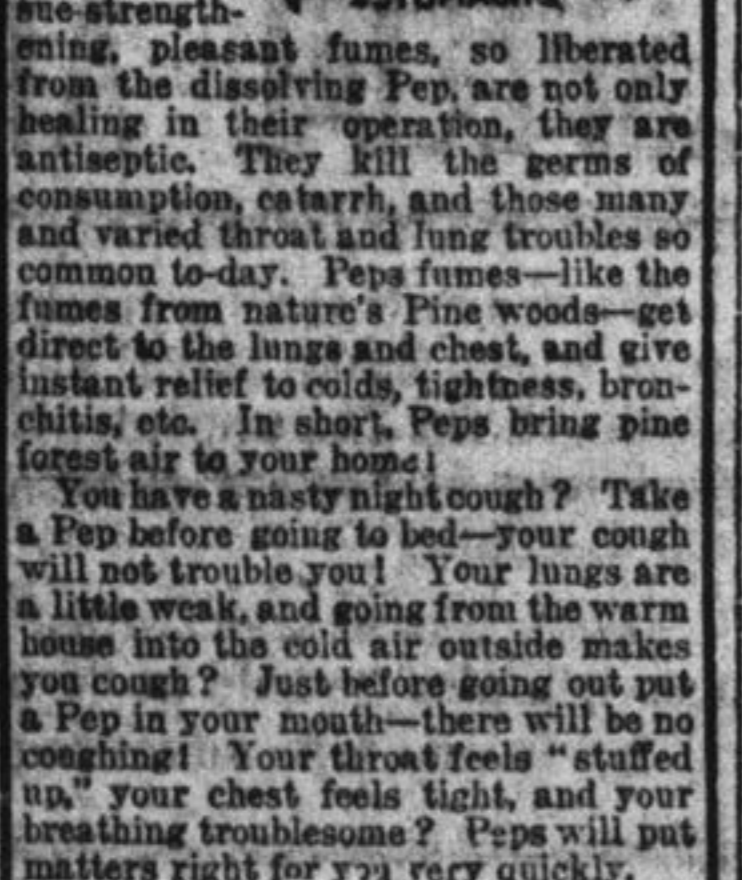 sue-strength-
ening, pleasant fumes, so liberated
from the dissolving Pep, are not only
healing in their operation, they are
antiseptic. They kill the germs of
consumption, catarrh, and those many
and varied throat and lung troubles so
common to-day. Peps fumes—like the
fumes from nature's Pine woods—get
direct to the lungs and chest, and give
instant relief to colds, tightness, bron-
chitis, etc. In short, Peps bring pine
forest air to your home!
You have a nasty night cough? Take
a Pep before going to bed—your cough
will not trouble you! Your lungs are
a little weak, and going from the warm
house into the cold air outside makes
you cough? Just before going out put
a Pep in your mouth—there will be no
coughing! Your throat feels "stuffed
up," your chest feels tight, and your
breathing troublesome? Peps will put
matters right for you very quickly.